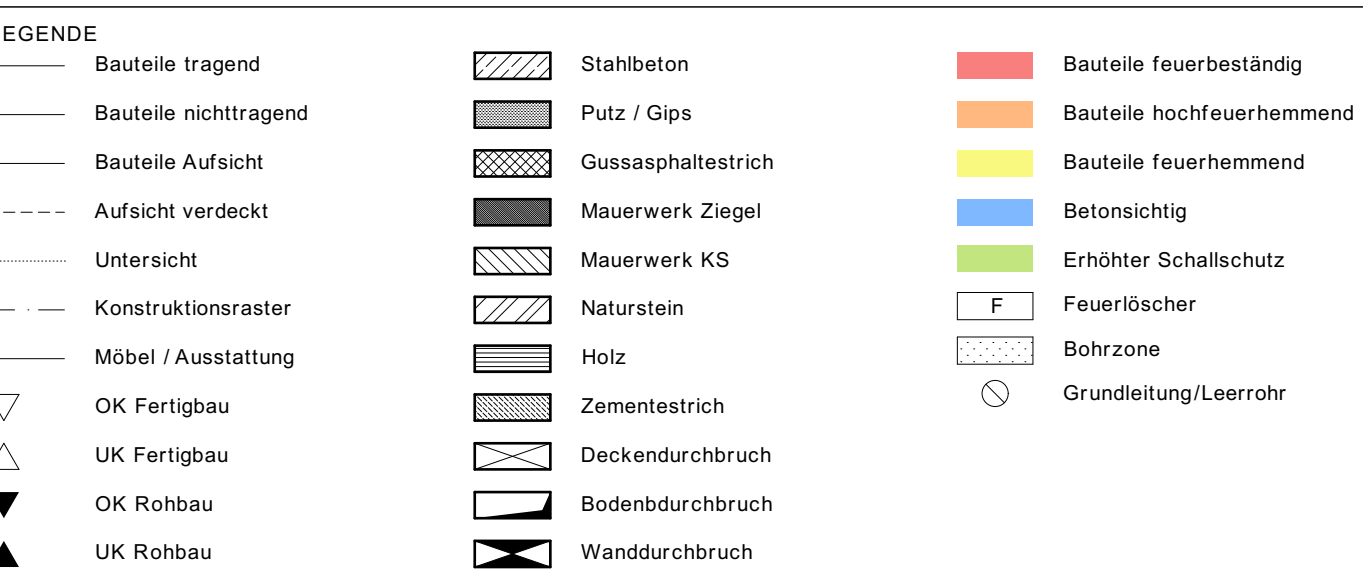 EGENDE
Bauteile tragend
Bauteile nichttragend
Bauteile Aufsicht
Aufsicht verdeckt
Untersicht
Konstruktionsraster
Möbel / Ausstattung
OK Fertigbau
UK Fertigbau
OK Rohbau
UK Rohbau
Stahlbeton
Putz / Gips
Gussasphaltestrich
Mauerwerk Ziegel
Mauerwerk KS
Naturstein
Holz
Zementestrich
Deckendurchbruch
Bodenbdurchbruch
Wanddurchbruch
Bauteile feuerbeständig
Bauteile hochfeuerhemmend
Bauteile feuerhemmend
Betonsichtig
Erhöhter Schallschutz
F Feuerlöscher
Bohrzone
Grundleitung/Leerrohr